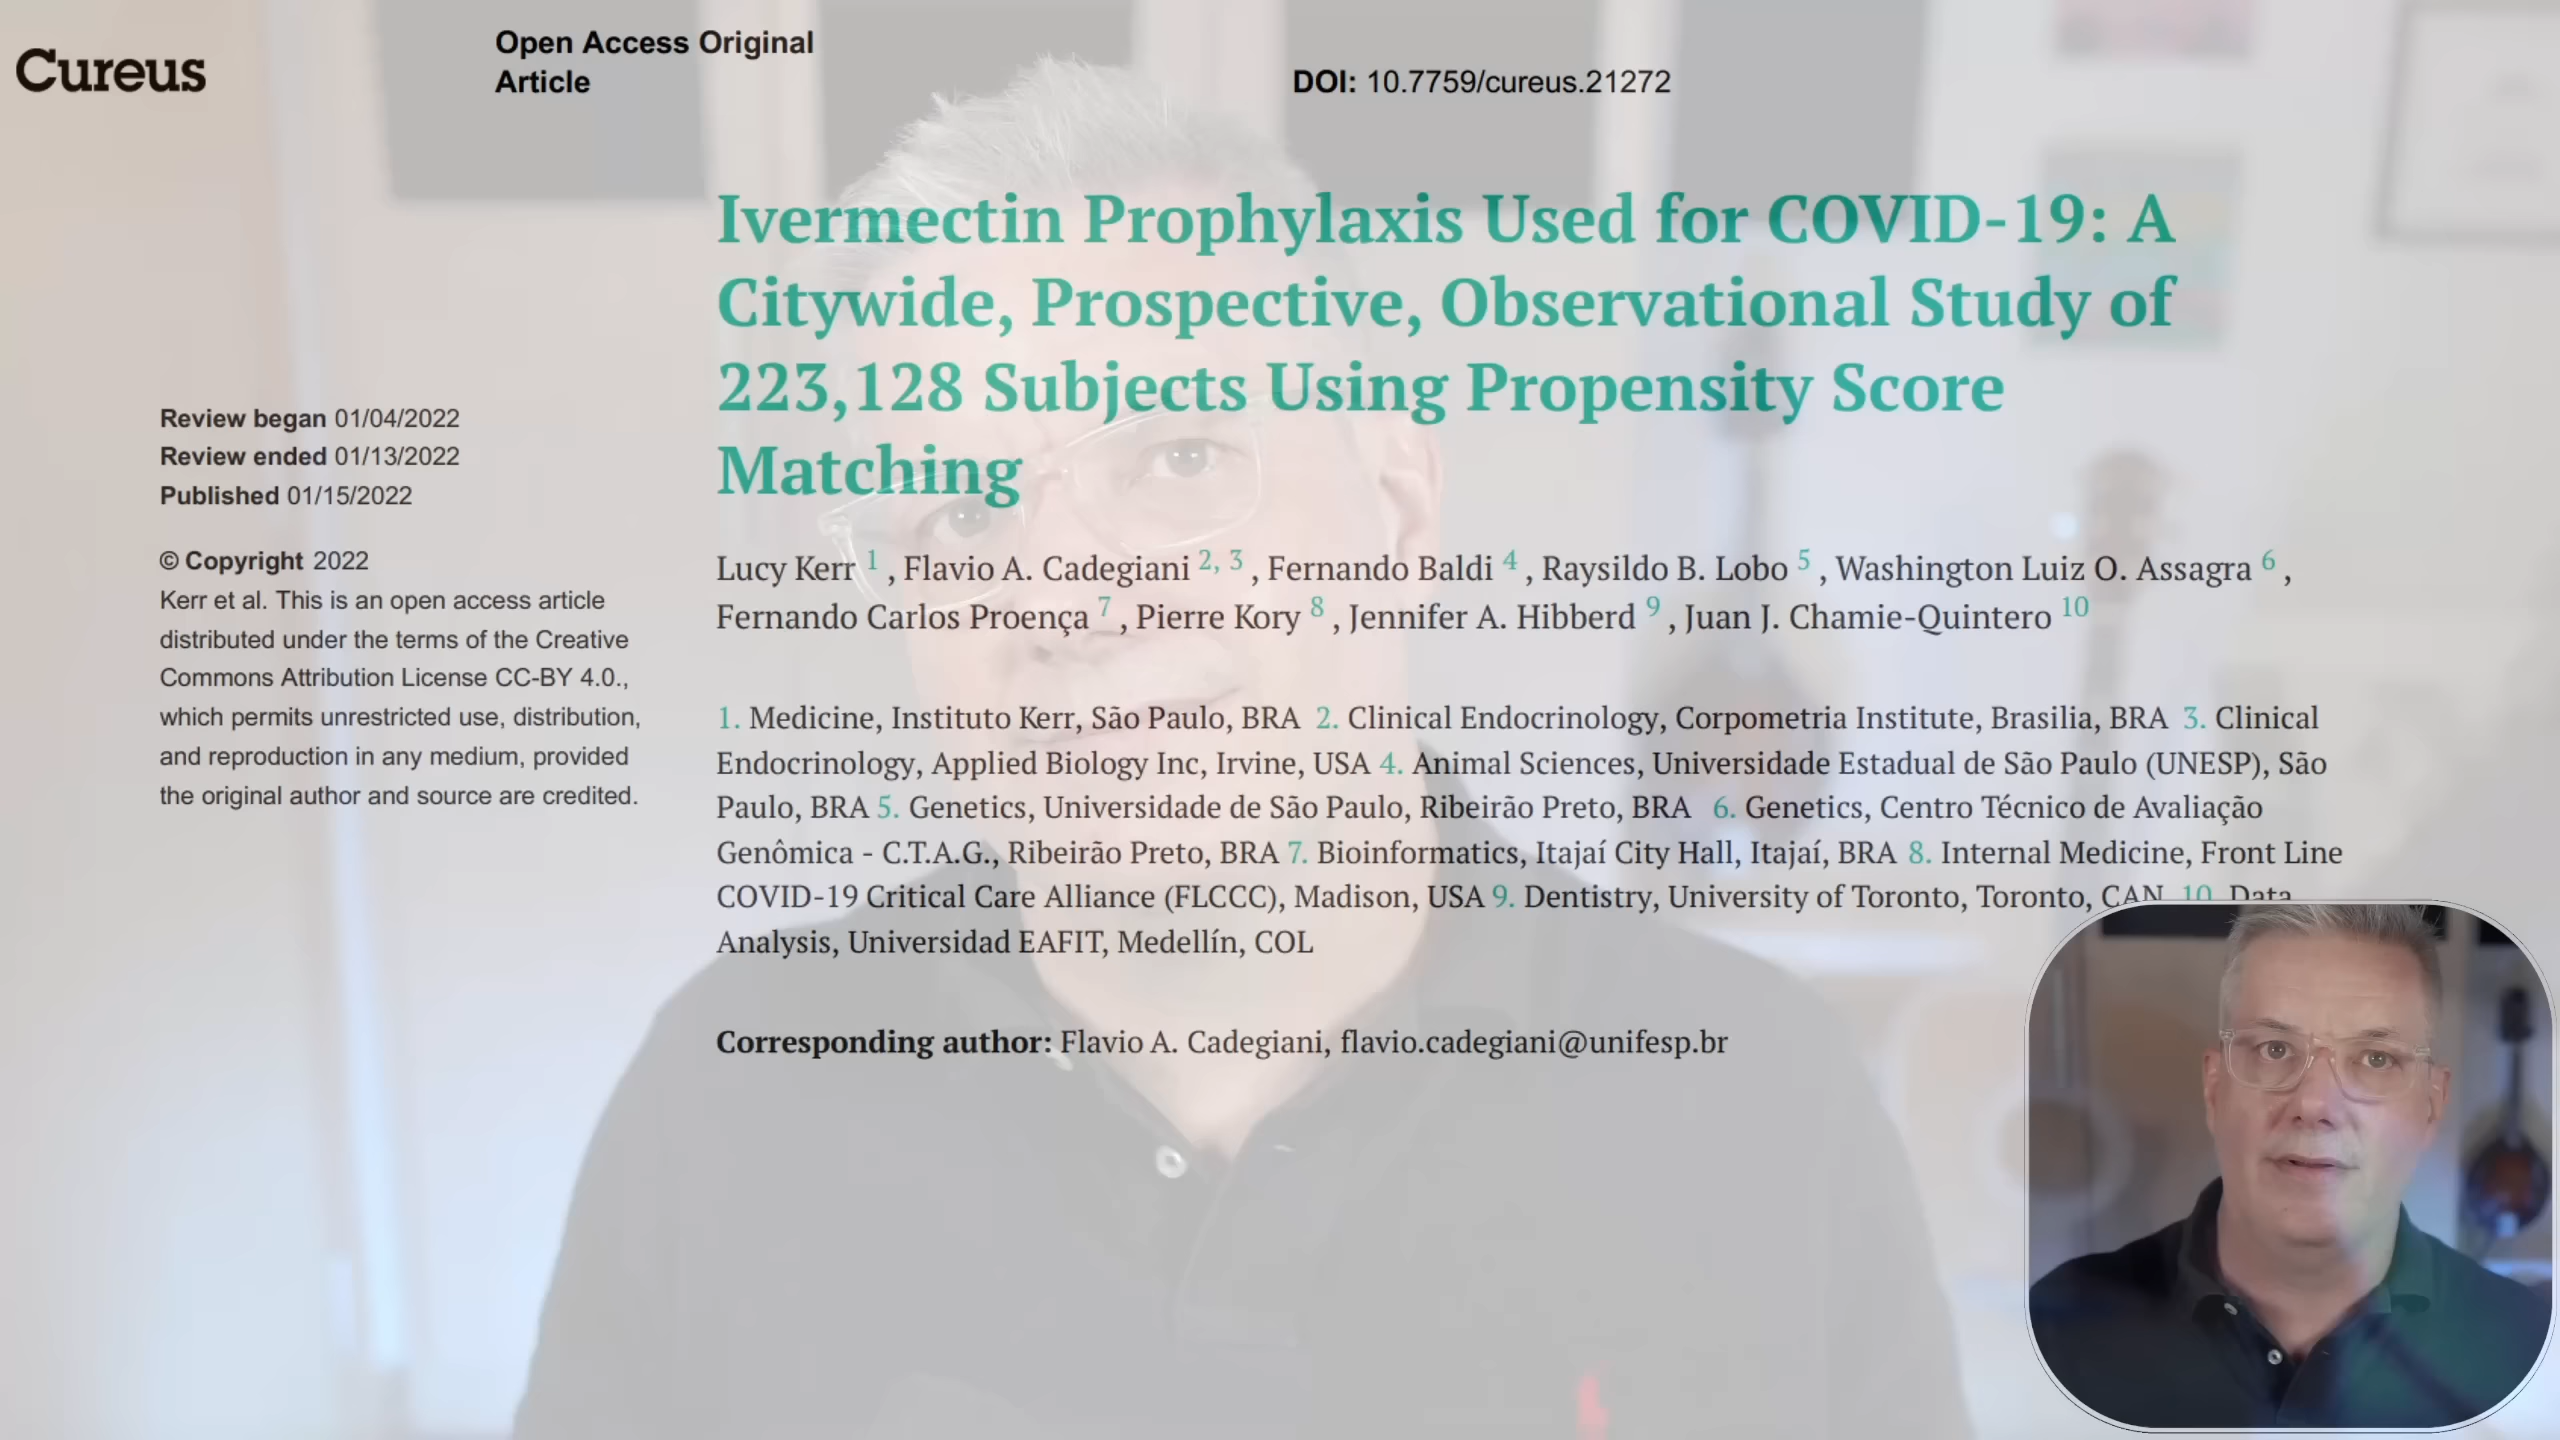 Cureus
Open Access Original
Article
DOI: 10.7759/cureus.21272
Ivermectin Prophylaxis Used for COVID-19: A
Citywide, Prospective, Observational Study of
223,128 Subjects Using Propensity Score
Matching
Review began 01/04/2022
Review ended 01/13/2022
Published 01/15/2022
© Copyright 2022
Kerr et al. This is an open access article
distributed under the terms of the Creative
Commons Attribution License CC-BY 4.0.,
which permits unrestricted use, distribution,
and reproduction in any medium, provided
the original author and source are credited.
Lucy Kerr 1 , Flavio A. Cadegiani 2, 3 , Fernando Baldi 4 , Raysildo B. Lobo 5 , Washington Luiz O. Assagra 6 ,
Fernando Carlos Proença 7 , Pierre Kory 8 , Jennifer A. Hibberd 9 , Juan J. Chamie-Quintero 10
1. Medicine, Instituto Kerr, São Paulo, BRA 2. Clinical Endocrinology, Corpometria Institute, Brasilia, BRA 3. Clinical
Endocrinology, Applied Biology Inc, Irvine, USA 4. Animal Sciences, Universidade Estadual de São Paulo (UNESP), São
Paulo, BRA 5. Genetics, Universidade de São Paulo, Ribeirão Preto, BRA 6. Genetics, Centro Técnico de Avaliação
Genômica - C.T.A.G., Ribeirão Preto, BRA 7. Bioinformatics, Itajaí City Hall, Itajaí, BRA 8. Internal Medicine, Front Line
COVID-19 Critical Care Alliance (FLCCC), Madison, USA 9. Dentistry, University of Toronto, Toronto, CAN 10. Data
Analysis, Universidad EAFIT, Medellín, COL
Corresponding author: Flavio A. Cadegiani, flavio.cadegiani@unifesp.br